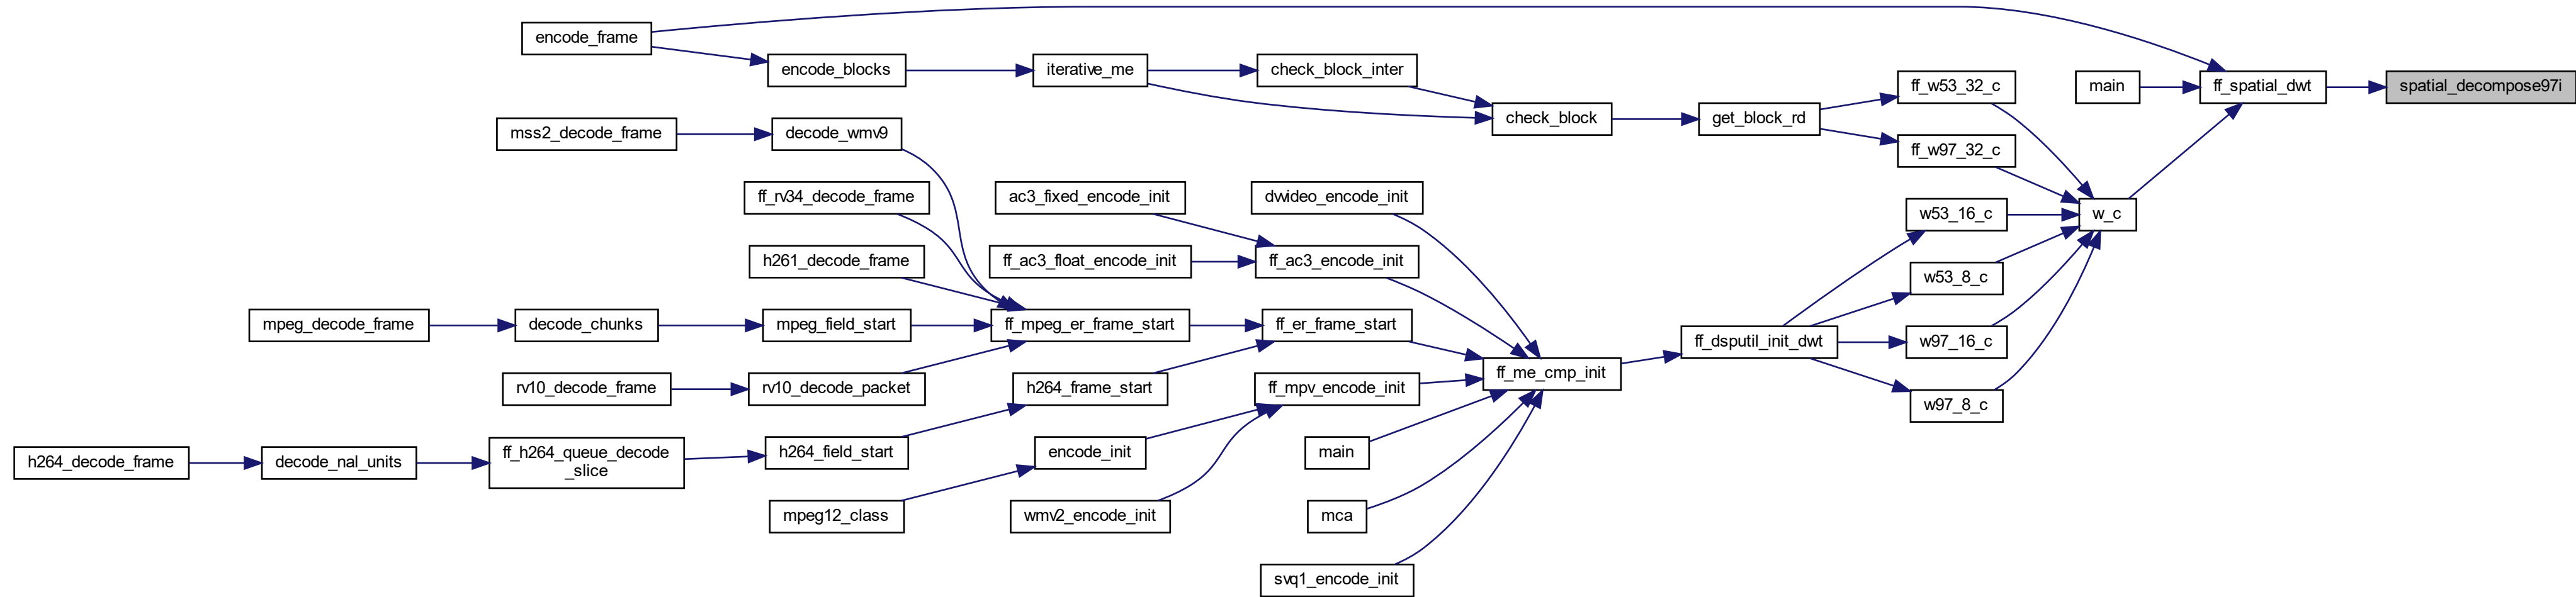 encode_frame
encode_blocks
iterative_me
check_block_inter
ff_w53_32_c
main
ff_spatial_dwt
spatial_decompose97i
mss2_decode_frame
decode_wmv9
check_block
get_block_rd
ff_w97_32_c
ff_rv34_decode_frame
ac3_fixed_encode_init
dwideo_encode_init
w53_16_c
w_c
h261_decode_frame
ff_ac3_float_encode_init
ff_ac3_encode_init
w53_8_c
mpeg_decode_frame
decode_chunks
mpeg_field_start
ff_mpeg_er_frame_start
ff_er_frame_start
ff_dsputil_init_dwt
w97_16_c
rv10_decode_frame
rv10_decode_packet
h264_frame_start
ff_mpv_encode_init
ff_me_cmp_init
w97_8_c
h264_decode_frame
decode_nal_units
ff_h264_queue_decode
_slice
h264_field_start
encode_init
main
mpeg12_class
wmv2_encode_init
mca
svq1_encode_init